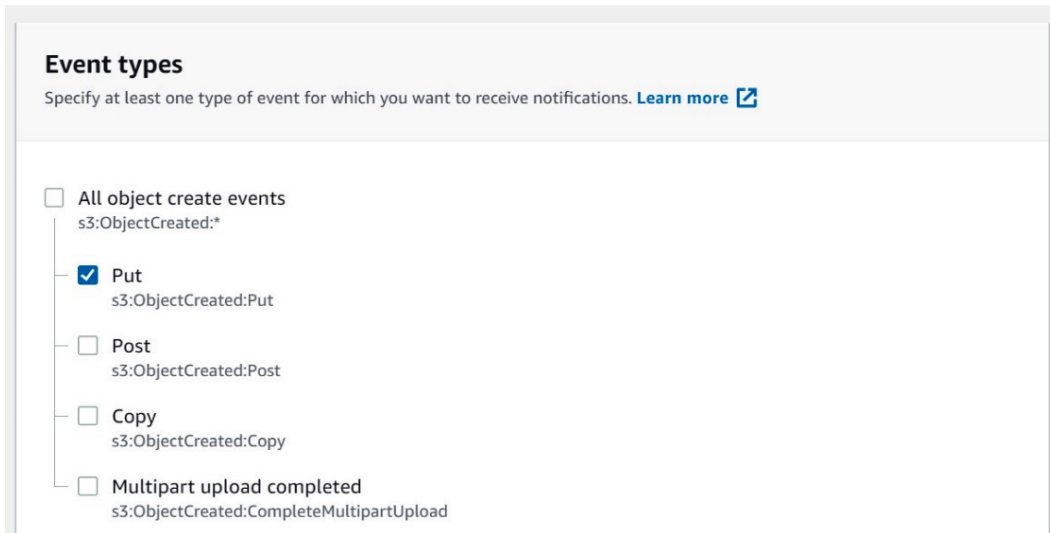 Event types
Specify at least one type of event for which you want to receive notifications. Learn more
All object create events
s3:ObjectCreated:*
Put
s3:ObjectCreated:Put
Post
s3:ObjectCreated:Post
Copy
s3:ObjectCreated:Copy
Multipart upload completed
s3:ObjectCreated:CompleteMultipartUpload